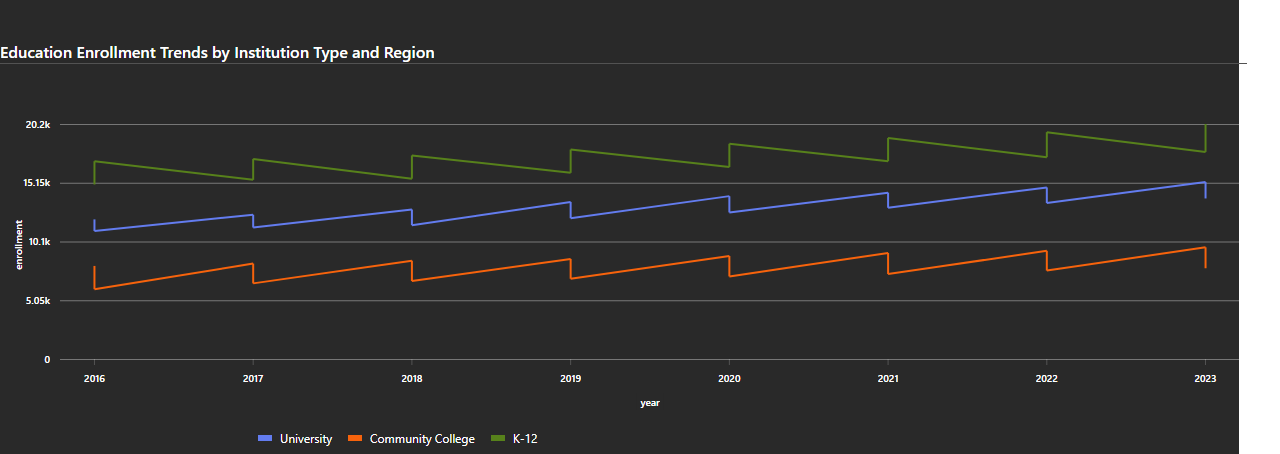 Education Enrollment Trends by Institution Type and Region
20.2k
15.15k
10.1k
5.05k
0
enrollment
2016 2017 2018 2019 2020 2021 2022 2023
year
University Community College K-12